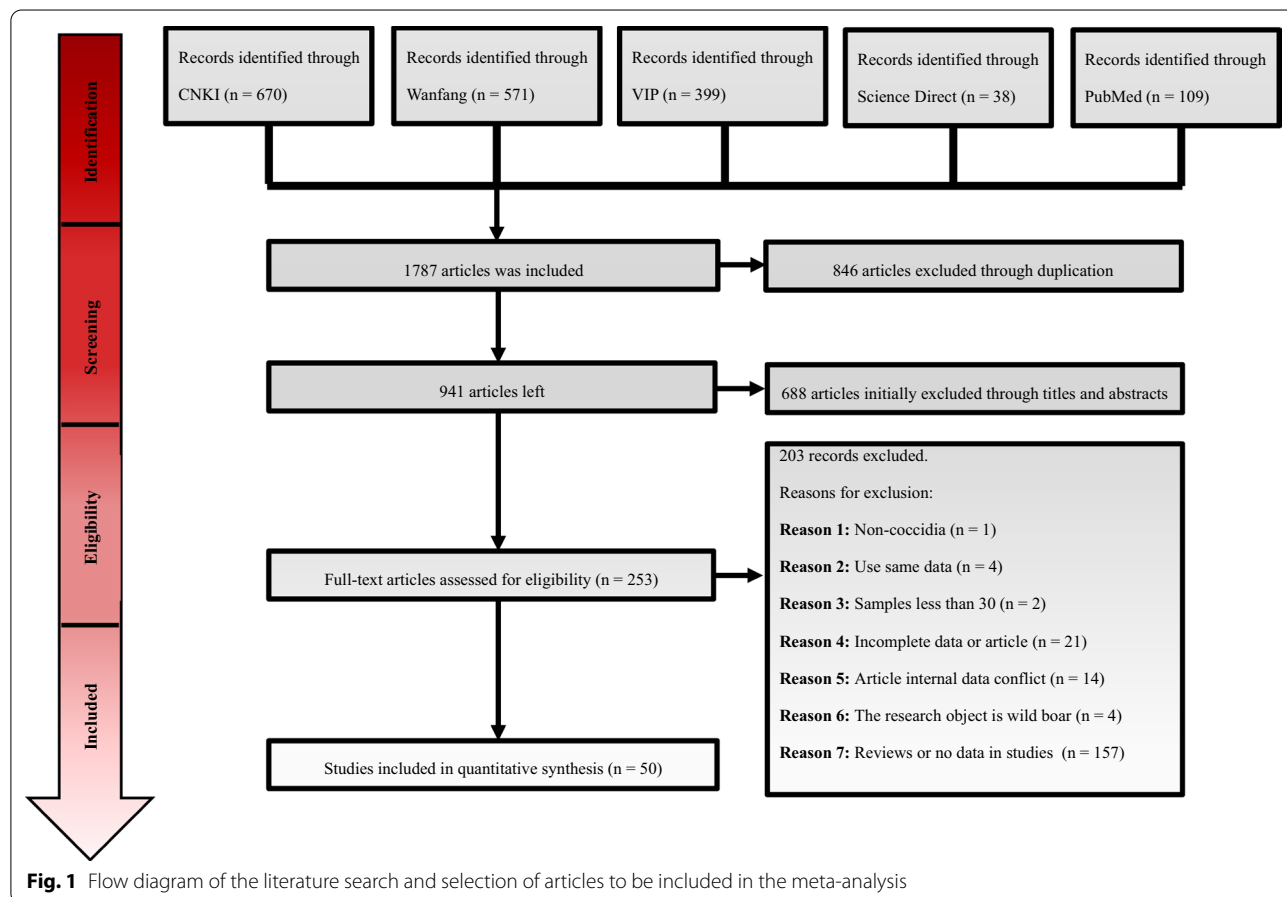 Identification
Screening
Eligibility
Included
Records identified through
CNKI (n = 670)
Records identified through
Wanfang (n = 571)
Records identified through
VIP (n = 399)
Records identified through
Science Direct (n = 38)
Records identified through
PubMed (n = 109)
1787 articles was included
846 articles excluded through duplication
941 articles left
688 articles initially excluded through titles and abstracts
Full-text articles assessed for eligibility (n = 253)
203 records excluded.
Reasons for exclusion:
Reason 1: Non-coccidia (n = 1)
Reason 2: Use same data (n = 4)
Reason 3: Samples less than 30 (n = 2)
Reason 4: Incomplete data or article (n = 21)
Reason 5: Article internal data conflict (n = 14)
Reason 6: The research object is wild boar (n = 4)
Reason 7: Reviews or no data in studies (n = 157)
Studies included in quantitative synthesis (n = 50)
Fig. 1 Flow diagram of the literature search and selection of articles to be included in the meta-analysis